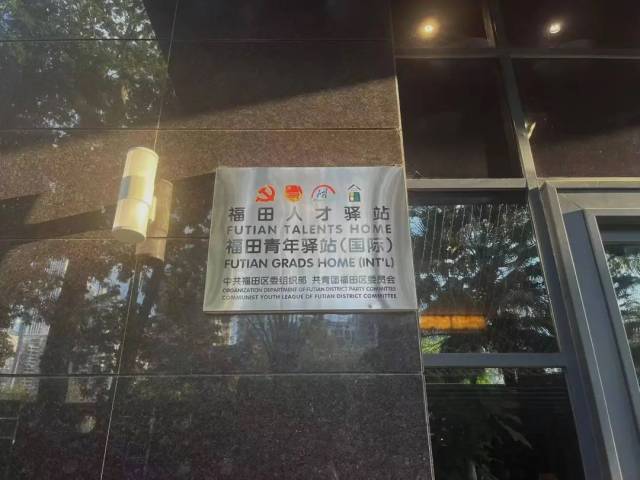 福田人才驿站
FUTIAN TALENTS HOME
福田青年驿站(国际)
FUTIAN GRADS HOME (INT'L)
中共福田区委组织部 共青团福田区委员会
ORGANIZATION DEPARTMENT OF FUTIAN DISTRICT PARTY COMMITTEE
COMMUNIST YOUTH LEAGUE OF FUTIAN DISTRICT COMMITTEE